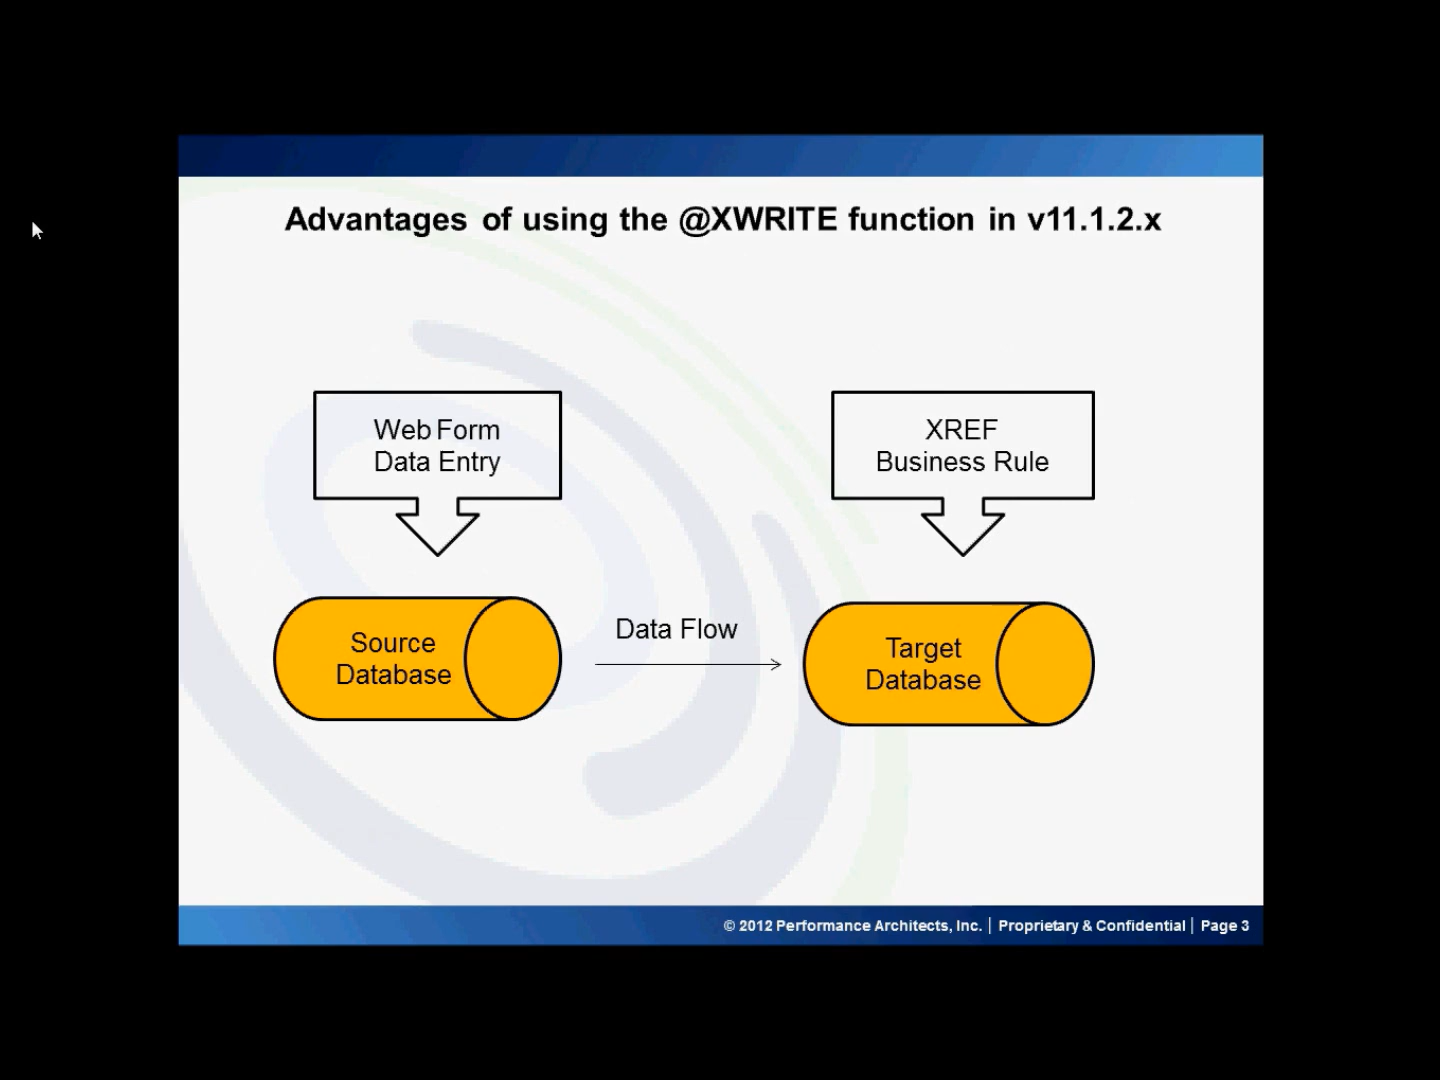 Advantages of using the @XWRITE function in v11.1.2.x
Web Form
Data Entry
XREF
Business Rule
Source
Database
Data Flow
Target
Database
© 2012 Performance Architects, Inc. | Proprietary & Confidential | Page 3